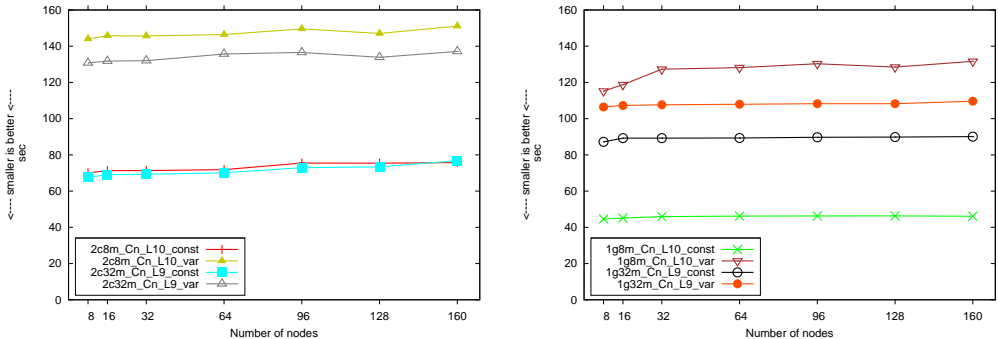 160
140
120
100
80
60
40
20
0
<---- smaller is better <----
sec
2c8m_Cn_L10_const
2c8m_Cn_L10_var
2c32m_Cn_L9_const
2c32m_Cn_L9_var
8 16 32 64 96 128 160
Number of nodes
160
140
120
100
80
60
40
20
0
<---- smaller is better <----
sec
1g8m_Cn_L10_const
1g8m_Cn_L10_var
1g32m_Cn_L9_const
1g32m_Cn_L9_var
8 16 32 64 96 128 160
Number of nodes